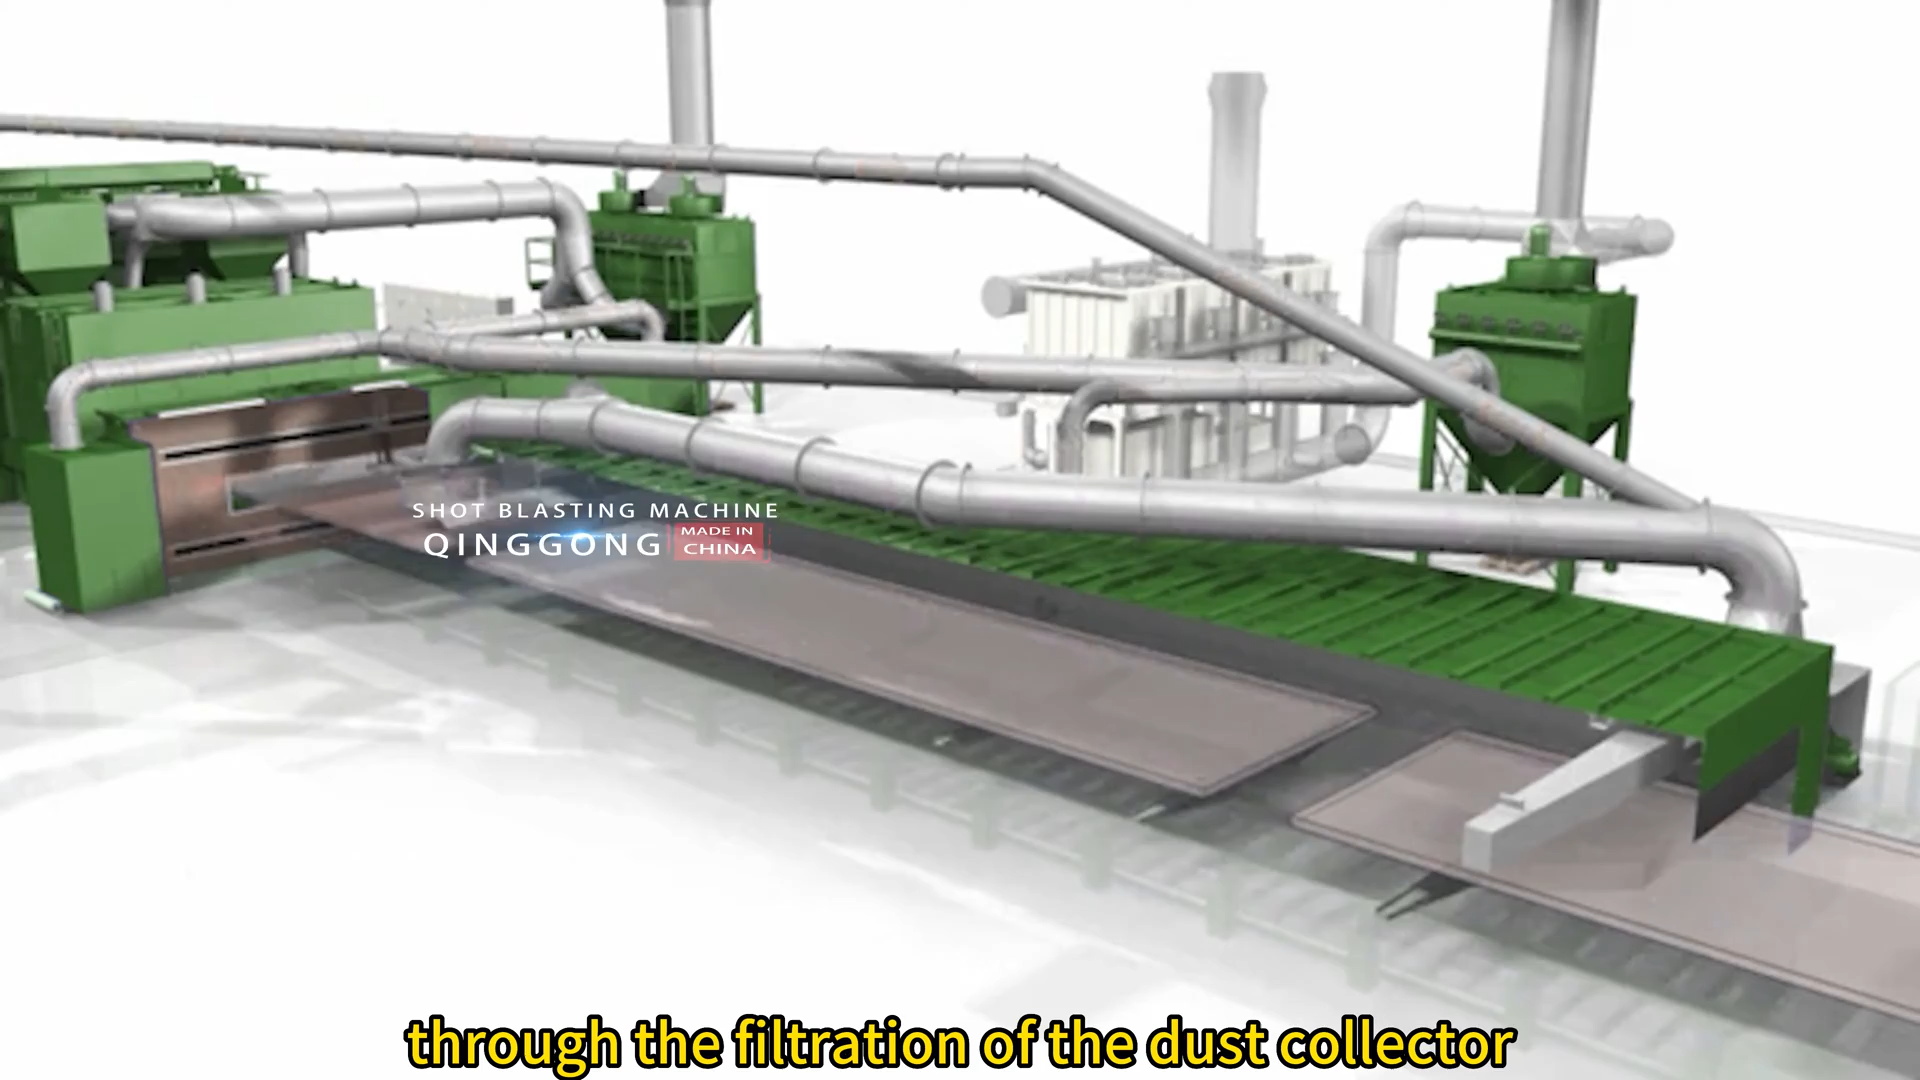 SHOT BLASTING MACHINE
QINGGONG
MADE IN
CHINA
through the filtration of the dust collector